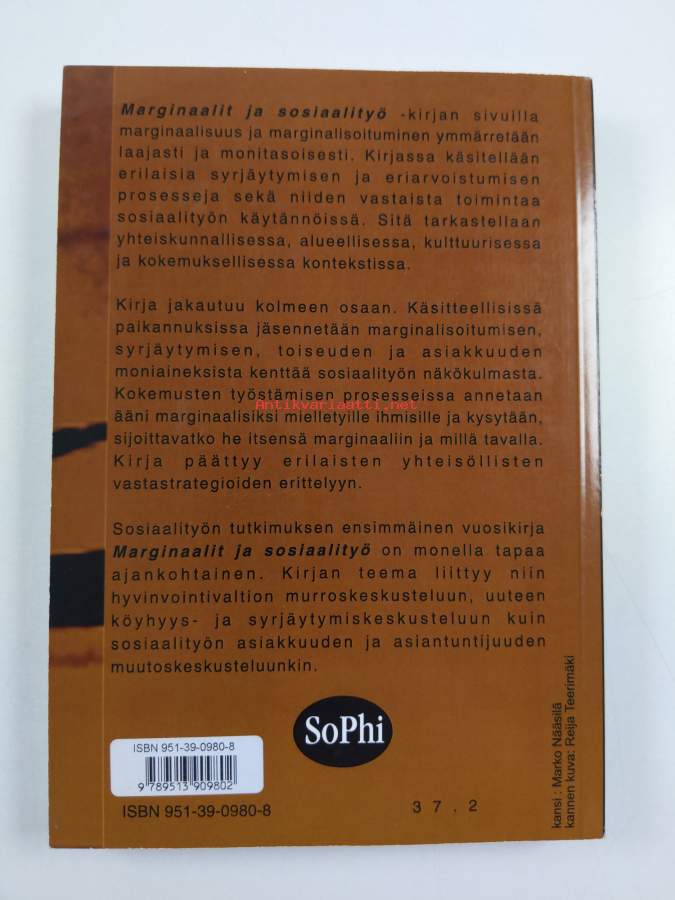 Marginaalit ja sosiaalityö -kirjan sivuilla
marginaalisuus ja marginalisoituminen ymmärretään
laajasti ja monitasoisesti. Kirjassa käsitellään
erilaisia syrjäytymisen ja eriarvoistumisen
prosesseja sekä niiden vastaista toimintaa
sosiaalityön käytännöissä. Sitä tarkastellaan
yhteiskunnallisessa, alueellisessa, kulttuurisessa
ja kokemuksellisessa kontekstissa.
Kirja jakautuu kolmeen osaan. Käsitteellisissä
paikannuksissa jäsennetään marginalisoitumisen,
syrjäytymisen, toiseuden ja asiakkuuden
moniaineksista kenttää sosiaalityön näkökulmasta.
Kokemusten työstämisen prosesseissa annetaan
Antikvariaatti.net
ääni marginaalisiksi mielletyille ihmisille ja kysytään,
sijoittavatko he itsensä marginaaliin ja millä tavalla.
Kirja päättyy erilaisten yhteisöllisten
vastastrategioiden erittelyyn.
Sosiaalityön tutkimuksen ensimmäinen vuosikirja
Marginaalit ja sosiaalityö on monella tapaa
ajankohtainen. Kirjan teema liittyy niin
hyvinvointivaltion murroskeskusteluun, uuteen
köyhyys- ja syrjäytymiskeskusteluun kuin
sosiaalityön asiakkuuden ja asiantuntijuuden
muutoskeskusteluunkin.
SoPhi
ISBN 951-39-0980-8
9 789513 909802
ISBN 951-39-0980-8
37.2
kansi : Marko Nääsilä
kannen kuva: Reija Teerimäki